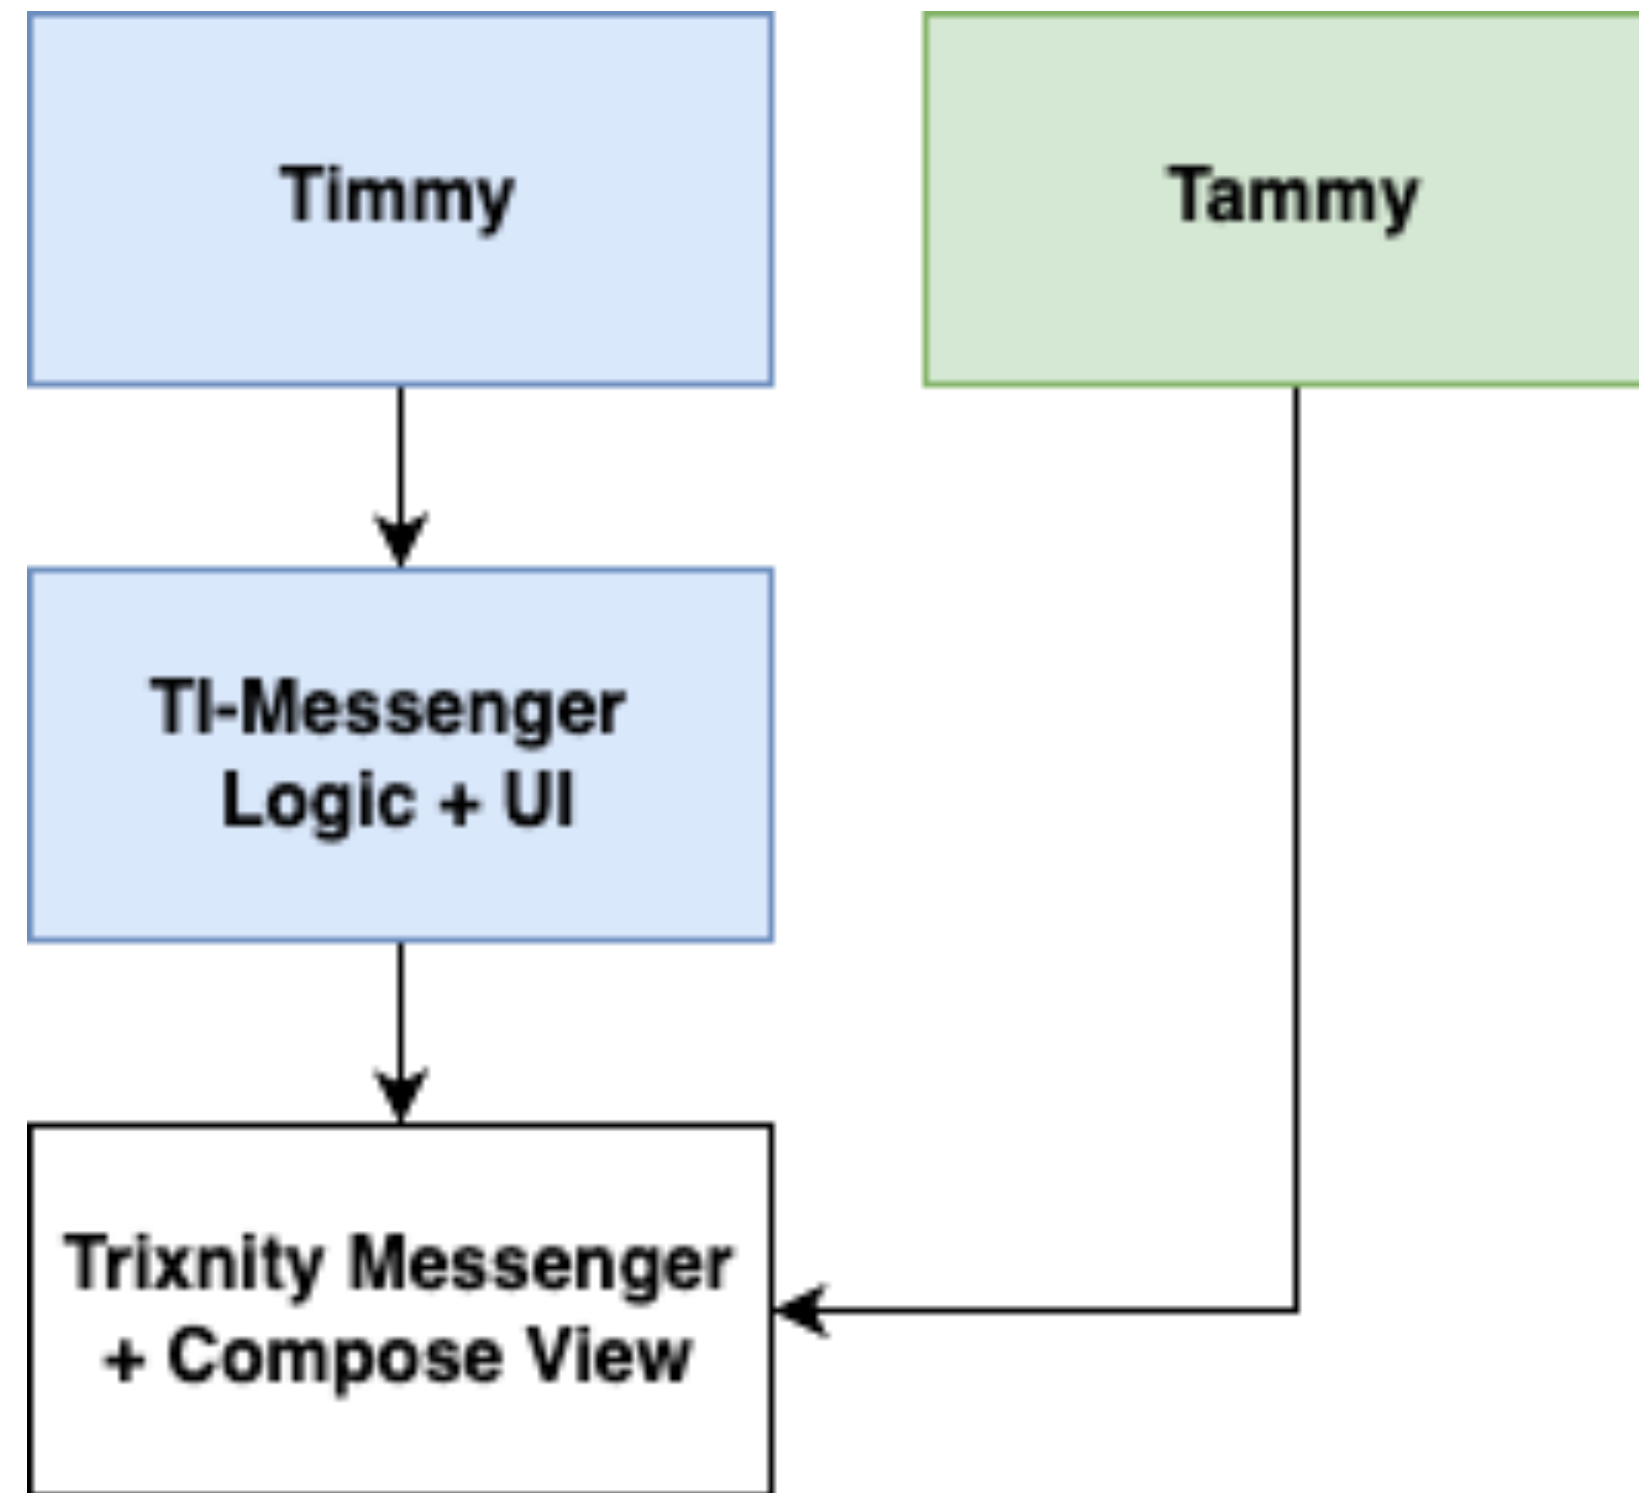 Timmy
Tammy
TI-Messenger
Logic + UI
Trixnity Messenger
+ Compose View